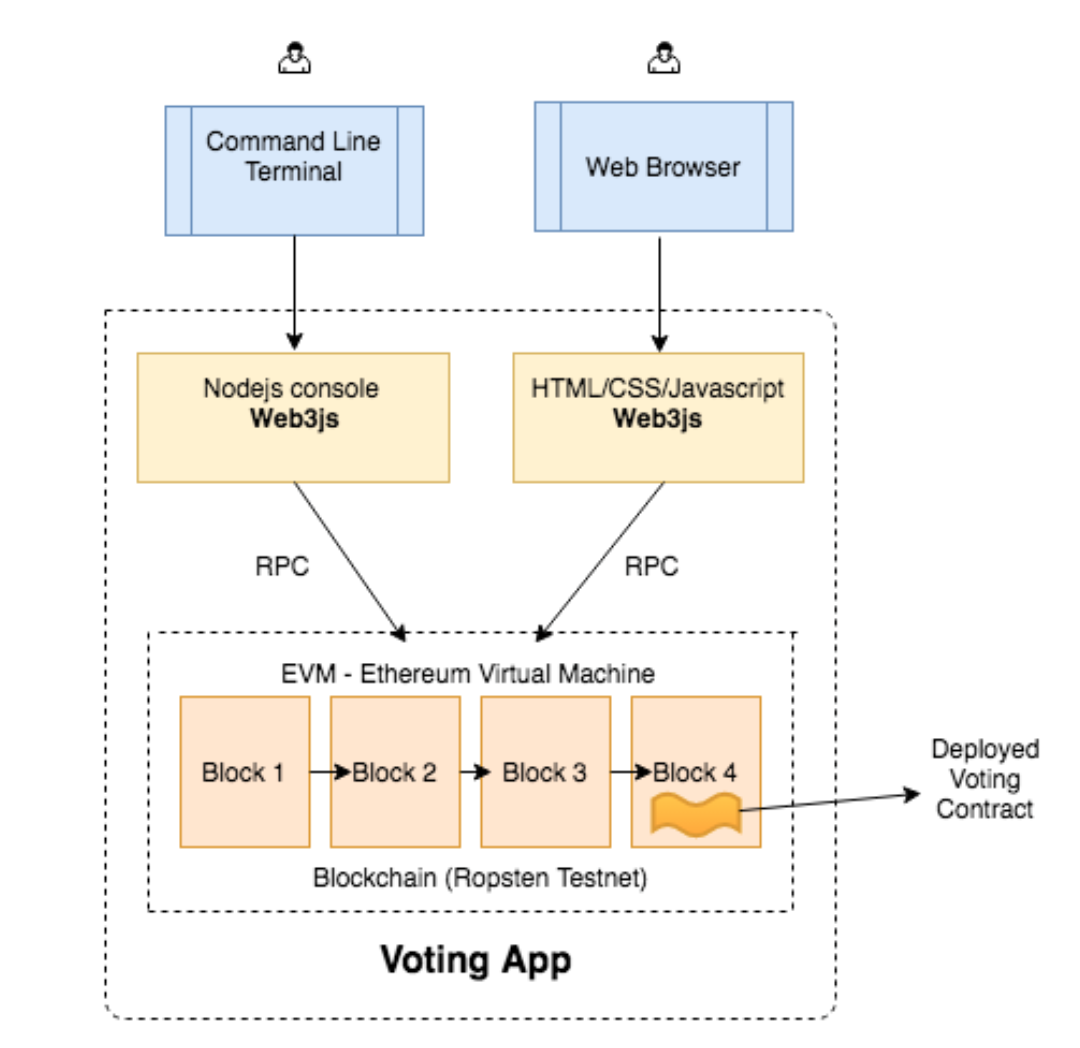 Command Line
Terminal
Web Browser
Nodejs console
Web3js
HTML/CSS/Javascript
Web3js
RPC
RPC
EVM - Ethereum Virtual Machine
Block 1
Block 2
Block 3
Block 4
Deployed
Voting
Contract
Blockchain (Ropsten Testnet)
Voting App